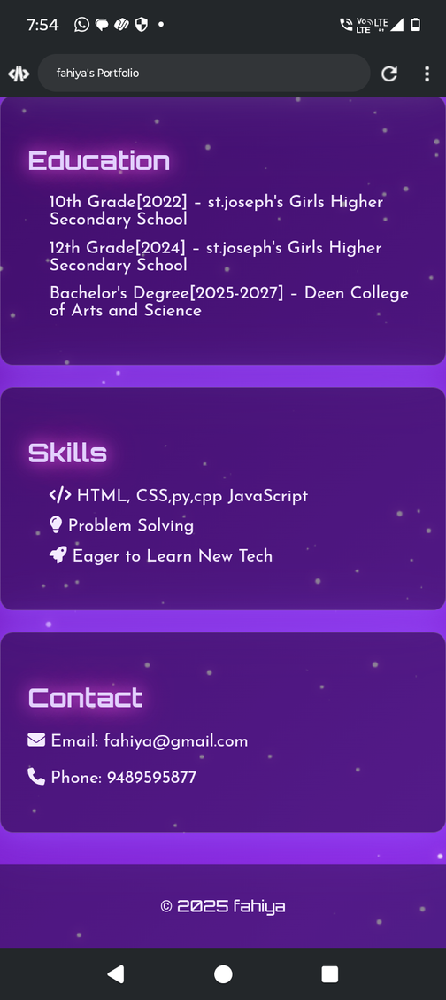 7:54
Vo LTE
LTE
fahiya's Portfolio
Education
10th Grade[2022] – st.joseph's Girls Higher
Secondary School
12th Grade[2024] – st.joseph's Girls Higher
Secondary School
Bachelor's Degree[2025-2027] – Deen College
of Arts and Science
Skills
HTML, CSS,py,cpp JavaScript
Problem Solving
Eager to Learn New Tech
Contact
Email: fahiya@gmail.com
Phone: 9489595877
© 2025 fahiya